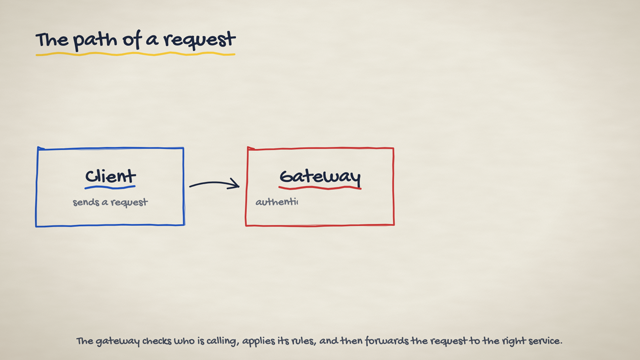 The path of a request
Client
sends a request
Gateway
authenti
The gateway checks who is calling, applies its rules, and then forwards the request to the right service.